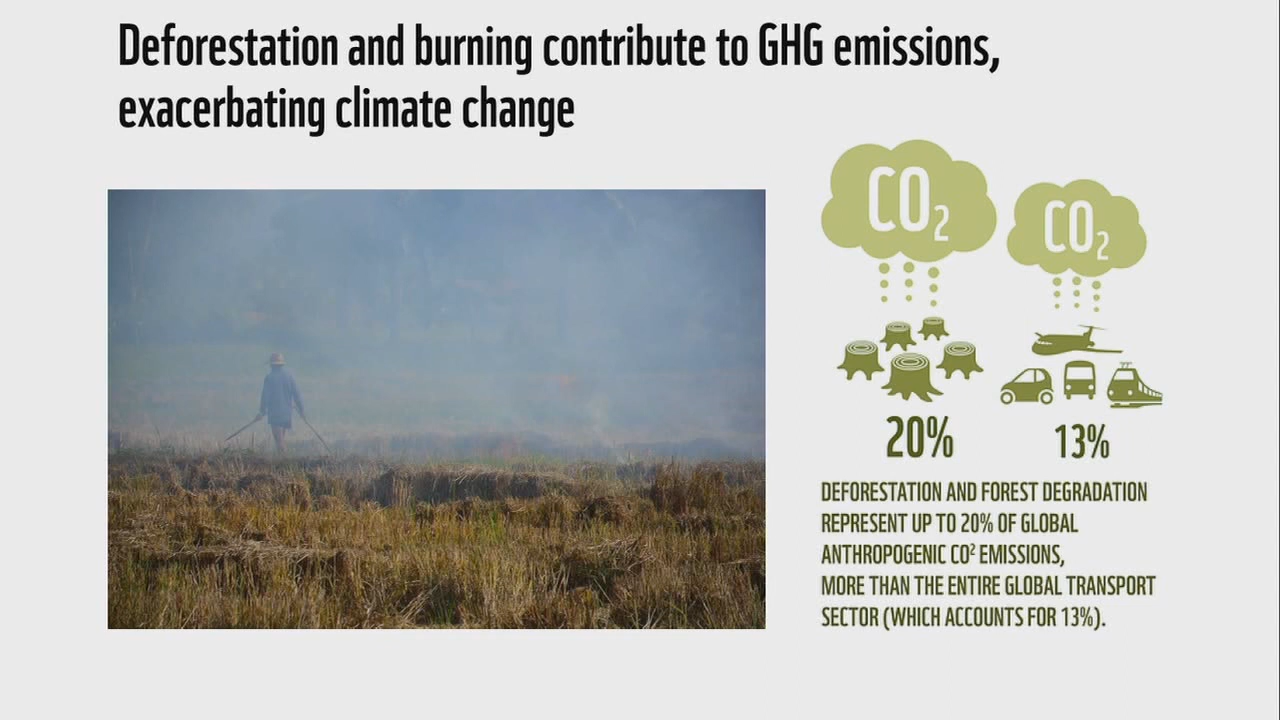 Deforestation and burning contribute to GHG emissions,
exacerbating climate change
CO₂
CO₂
20%
13%
DEFORESTATION AND FOREST DEGRADATION
REPRESENT UP TO 20% OF GLOBAL
ANTHROPOGENIC CO² EMISSIONS,
MORE THAN THE ENTIRE GLOBAL TRANSPORT
SECTOR (WHICH ACCOUNTS FOR 13%).